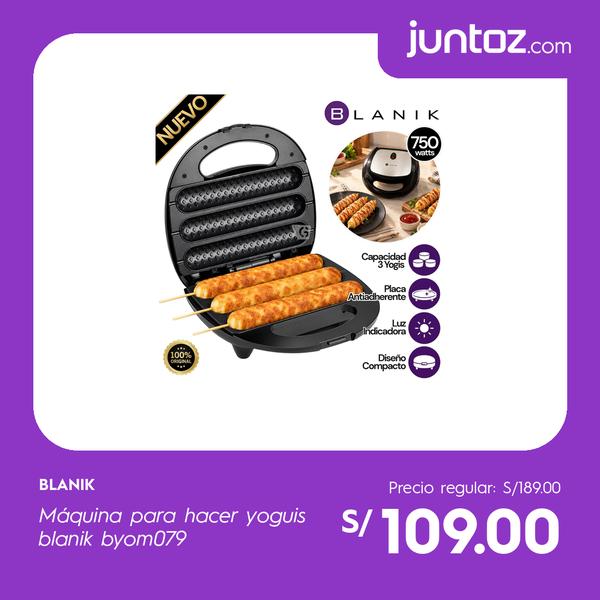 juntoz.com
NUEVO
BLANIK
750
watts
Capacidad
3 Yogis
Placa
Antiadherente
Luz
Indicadora
Diseño
Compacto
100%
ORIGINAL
BLANIK
Máquina para hacer yoguis
blanik byom079
Precio regular: S/189.00
S/109.00